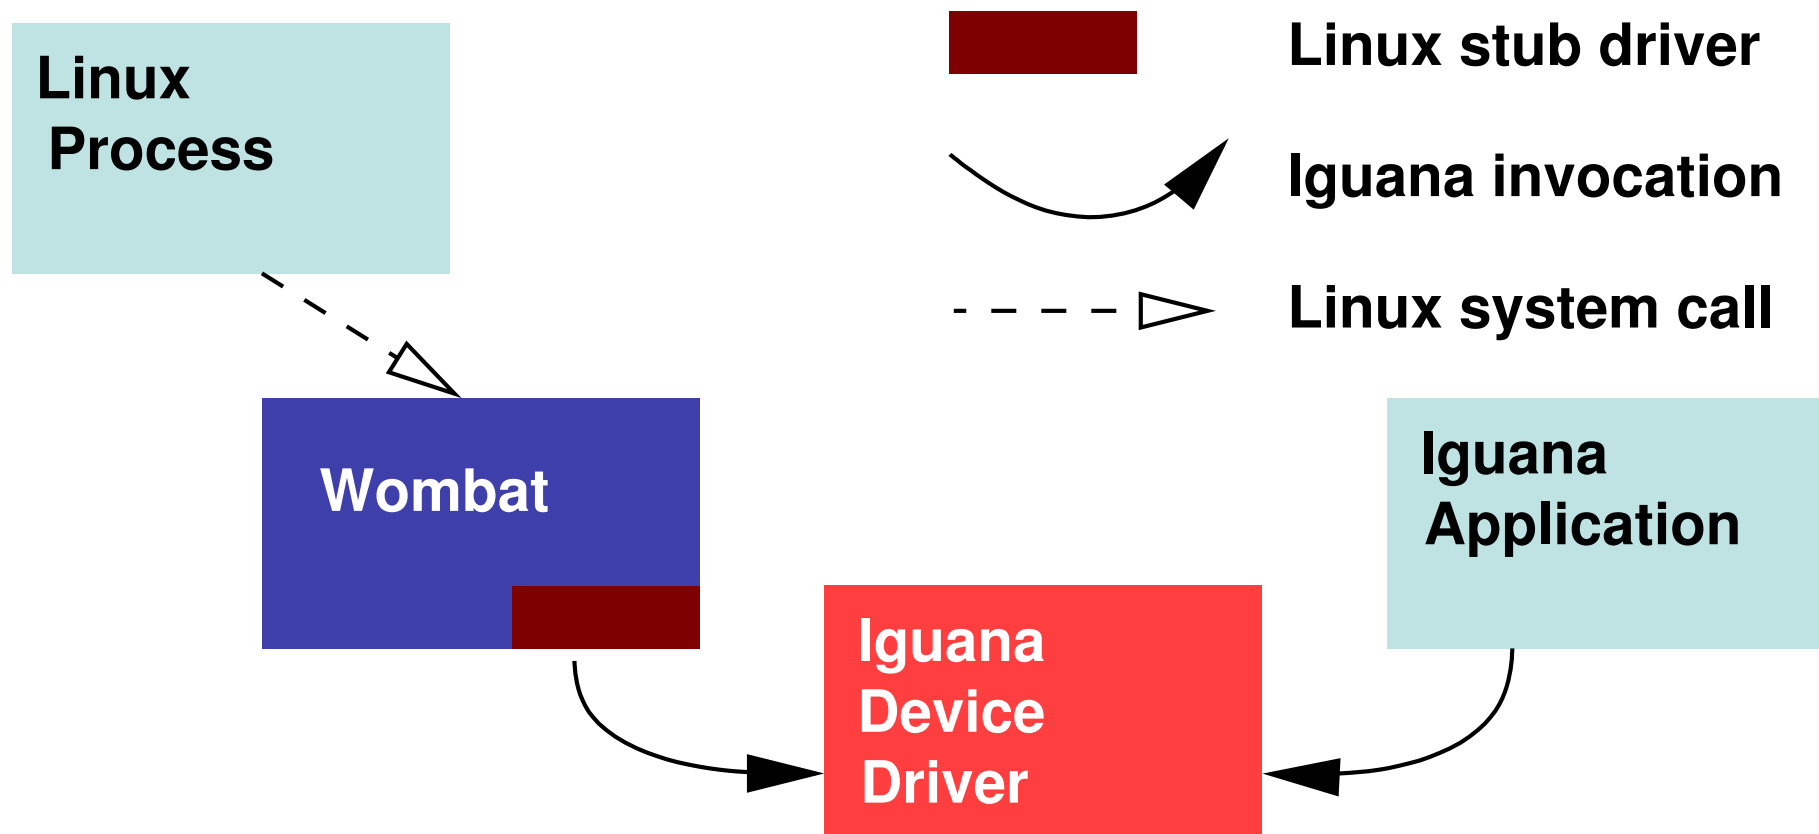 Linux
Process
Linux stub driver
Iguana invocation
Linux system call
Wombat
Iguana
Application
Iguana
Device
Driver